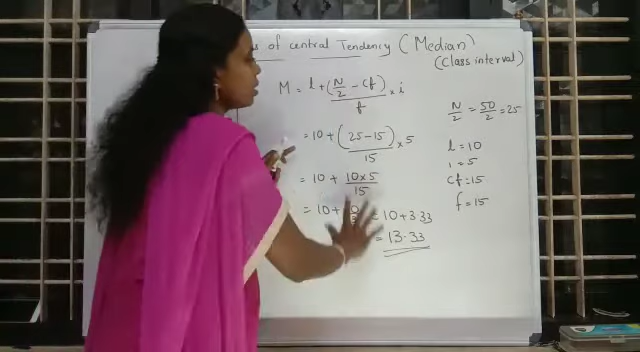 of central Tendency (Median)
(Class interval)
M = l + (N/2 - Cf)/f × i
N/2 = 50/2 = 25
= 10 + (25-15)/15 × 5
l = 10
i = 5
= 10 + 10×5/15
Cf = 15
f = 15
= 10 +
= 10 + 3.33
= 13.33